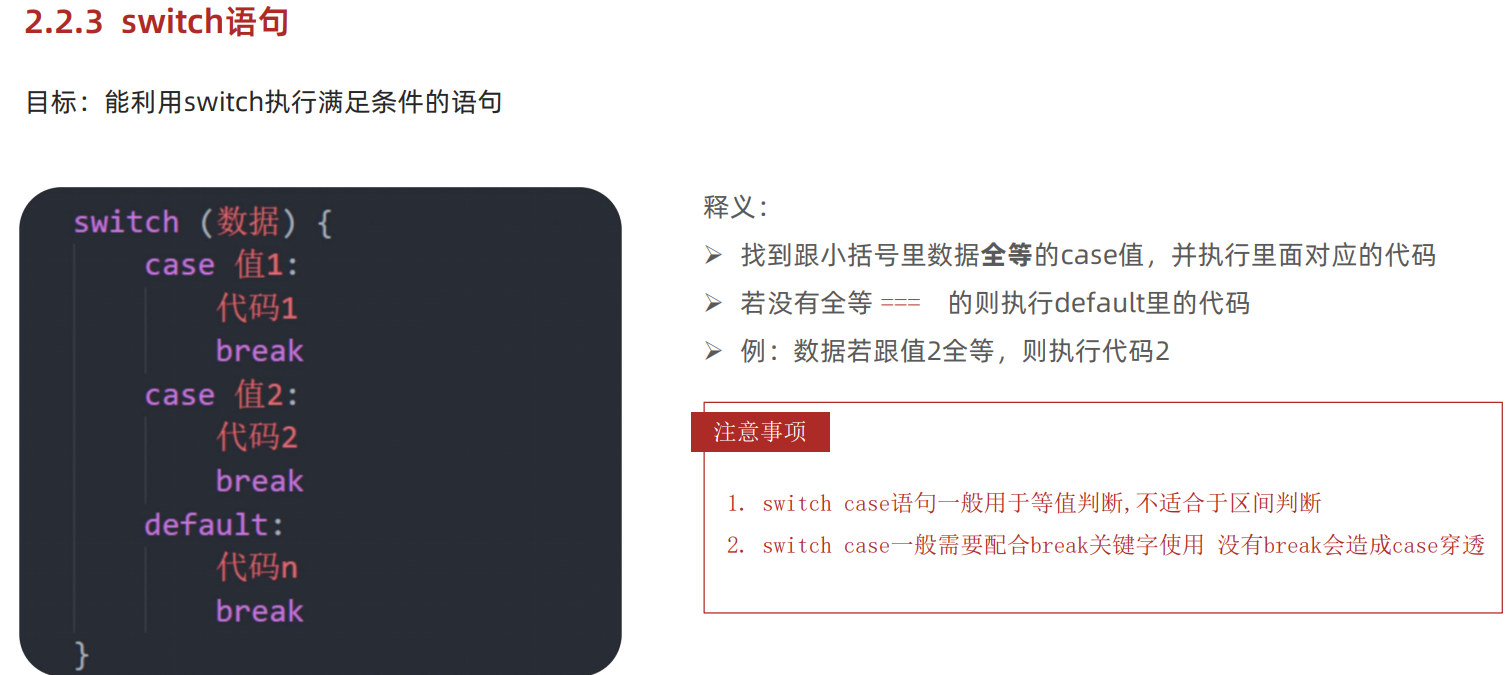 2.2.3 switch语句
目标：能利用switch执行满足条件的语句
switch (数据) {
case 值1:
代码1
break
case 值2:
代码2
break
default:
代码n
break
}
释义：
➢ 找到跟小括号里数据全等的case值，并执行里面对应的代码
➢ 若没有全等 === 的则执行default里的代码
➢ 例：数据若跟值2全等，则执行代码2
注意事项
1. switch case语句一般用于等值判断,不适合于区间判断
2. switch case一般需要配合break关键字使用 没有break会造成case穿透